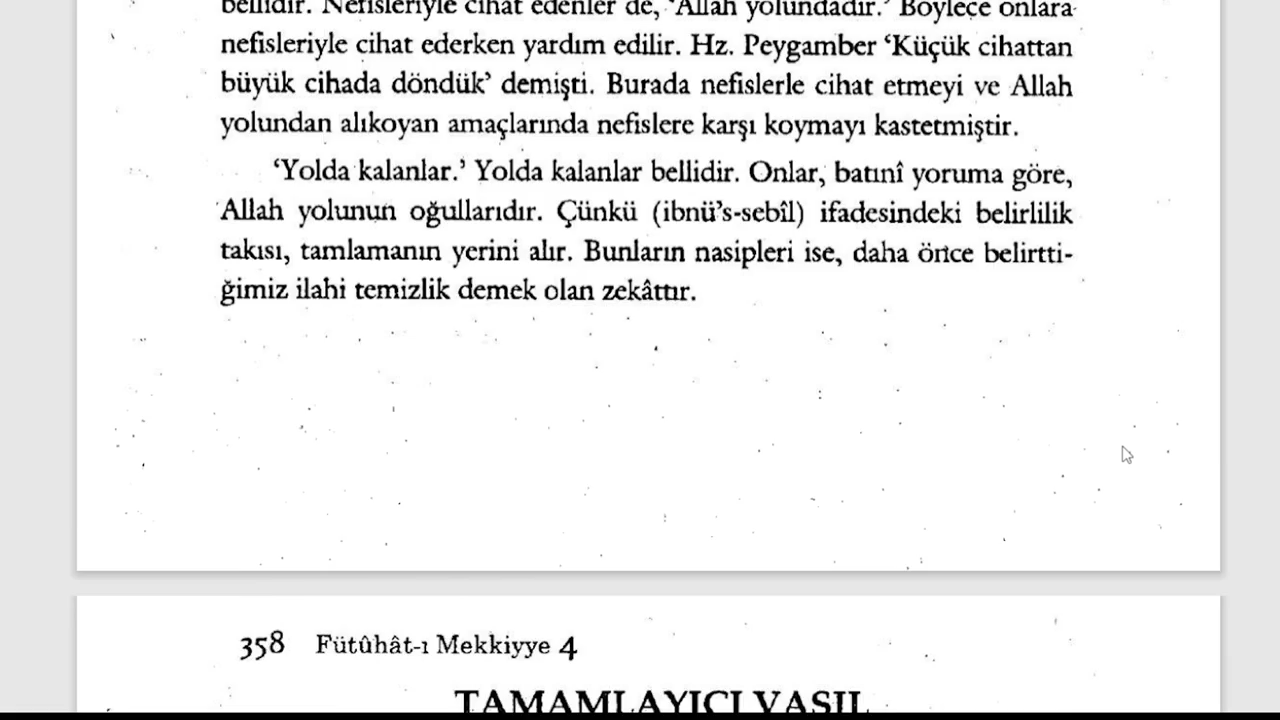 bellidir. Nefisleriyle cihat edenler de, ‘Allah yolundadır.’ Böylece onlara
nefisleriyle cihat ederken yardım edilir. Hz. Peygamber ‘Küçük cihattan
büyük cihada döndük’ demişti. Burada nefislerle cihat etmeyi ve Allah
yolundan alıkoyan amaçlarında nefislere karşı koymayı kastetmiştir.
‘Yolda kalanlar.’ Yolda kalanlar bellidir. Onlar, batınî yoruma göre,
Allah yolunun oğullarıdır. Çünkü (ibnü’s-sebîl) ifadesindeki belirlilik
takısı, tamlamanın yerini alır. Bunların nasipleri ise, daha önce belirtti-
ğimiz ilahi temizlik demek olan zekâttır.
358 Fütûhât-ı Mekkiyye 4
TAMAMLAYICI VASIL